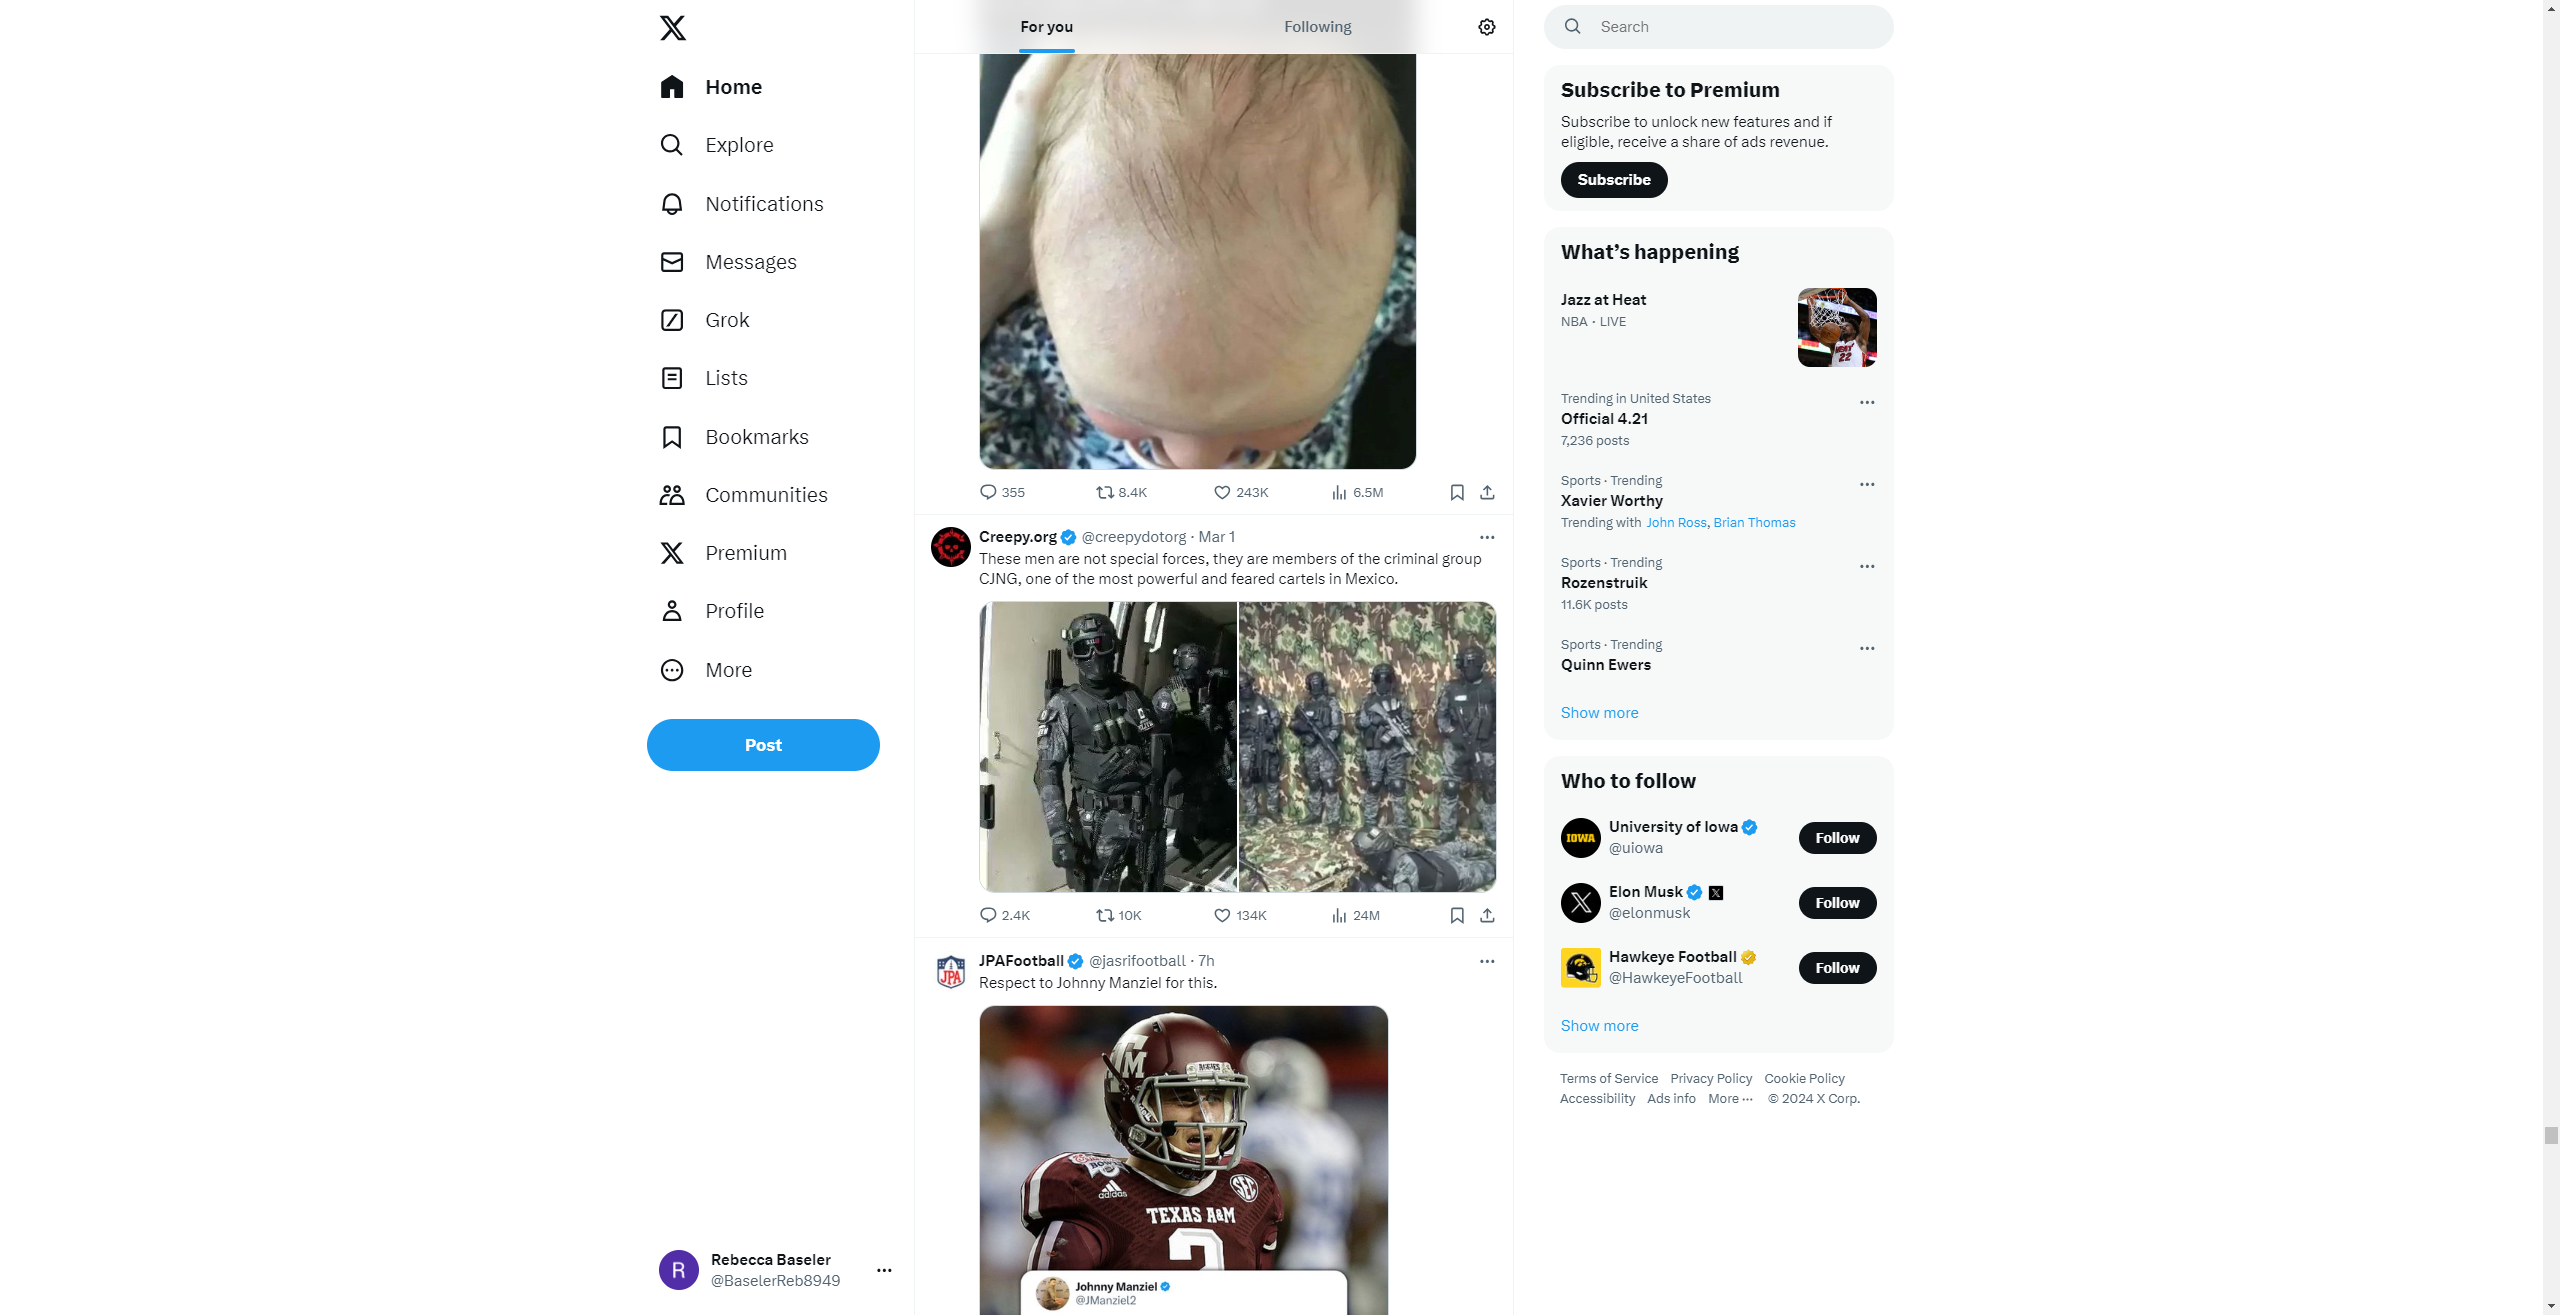 Home
Explore
Notifications
Messages
Grok
Lists
Bookmarks
Communities
Premium
Profile
More
Post
Rebecca Baseler
@BaselerReb8949
For you
Following
355
8.4K
243K
6.5M
Creepy.org @creepydotorg · Mar 1
These men are not special forces, they are members of the criminal group
CJNG, one of the most powerful and feared cartels in Mexico.
2.4K
10K
134K
24M
JPA
JPAFootball @jasrifootball · 7h
Respect to Johnny Manziel for this.
AGGIES
adidas
SEC
TEXAS A&M
2
Johnny Manziel
@JManziel2
Search
Subscribe to Premium
Subscribe to unlock new features and if
eligible, receive a share of ads revenue.
Subscribe
What's happening
Jazz at Heat
NBA · LIVE
HEAT
22
Trending in United States
Official 4.21
7,236 posts
Sports · Trending
Xavier Worthy
Trending with John Ross, Brian Thomas
Sports · Trending
Rozenstruik
11.6K posts
Sports · Trending
Quinn Ewers
Show more
Who to follow
IOWA
University of Iowa
@uiowa
Follow
Elon Musk
@elonmusk
Follow
Hawkeye Football
@HawkeyeFootball
Follow
Show more
Terms of Service Privacy Policy Cookie Policy
Accessibility Ads info More ··· © 2024 X Corp.